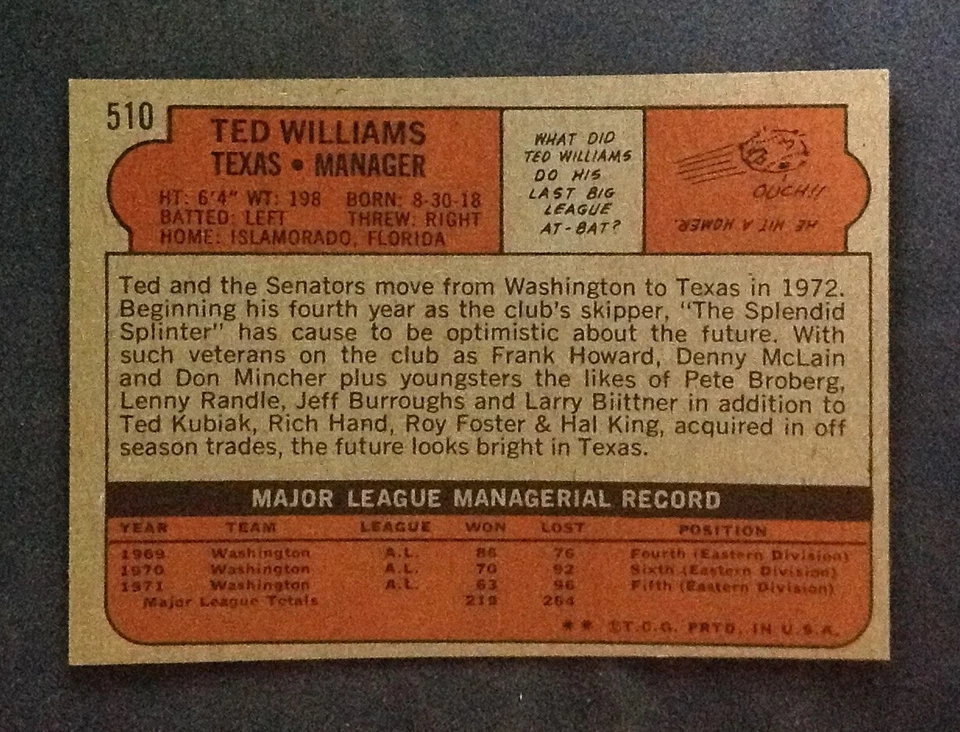 510
TED WILLIAMS
TEXAS • MANAGER
HT: 6'4" WT: 198 BORN: 8-30-18
BATTED: LEFT THREW: RIGHT
HOME: ISLAMORADO, FLORIDA
WHAT DID
TED WILLIAMS
DO HIS
LAST BIG
LEAGUE
AT-BAT?
OUCH!!
HE HIT A HOMER.
Ted and the Senators move from Washington to Texas in 1972.
Beginning his fourth year as the club's skipper, "The Splendid
Splinter" has cause to be optimistic about the future. With
such veterans on the club as Frank Howard, Denny McLain
and Don Mincher plus youngsters the likes of Pete Broberg,
Lenny Randle, Jeff Burroughs and Larry Biittner in addition to
Ted Kubiak, Rich Hand, Roy Foster & Hal King, acquired in off
season trades, the future looks bright in Texas.
MAJOR LEAGUE MANAGERIAL RECORD
YEAR TEAM LEAGUE WON LOST POSITION
1969 Washington A.L. 86 76 Fourth (Eastern Division)
1970 Washington A.L. 70 92 Sixth (Eastern Division)
1971 Washington A.L. 63 96 Fifth (Eastern Division)
Major League Totals 219 264
* * ©T.C.G. PRTD. IN U.S.A.